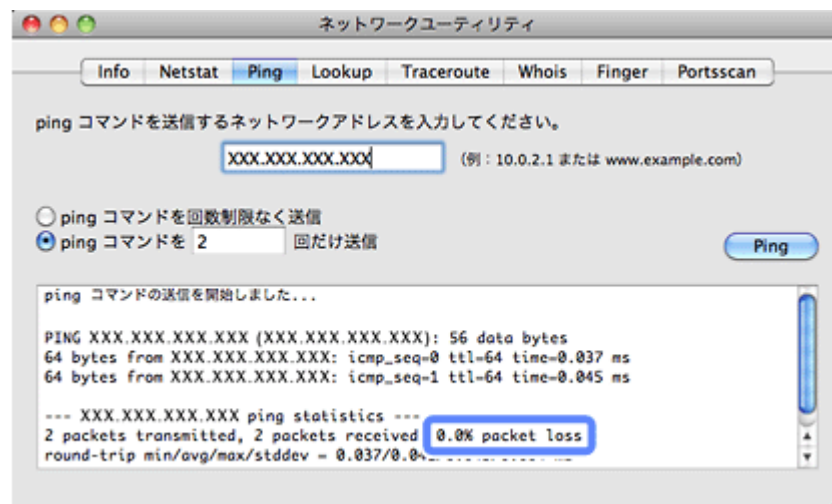 ネットワークユーティリティ
Info Netstat Ping Lookup Traceroute Whois Finger Portsscan
ping コマンドを送信するネットワークアドレスを入力してください。
XXX.XXX.XXX.XXX （例：10.0.2.1 または www.example.com）
ping コマンドを回数制限なく送信
ping コマンドを 2 回だけ送信
Ping
ping コマンドの送信を開始しました...
PING XXX.XXX.XXX.XXX (XXX.XXX.XXX.XXX): 56 data bytes
64 bytes from XXX.XXX.XXX.XXX: icmp_seq=0 ttl=64 time=0.037 ms
64 bytes from XXX.XXX.XXX.XXX: icmp_seq=1 ttl=64 time=0.045 ms
--- XXX.XXX.XXX.XXX ping statistics ---
2 packets transmitted, 2 packets received 0.0% packet loss
round-trip min/avg/max/stddev =